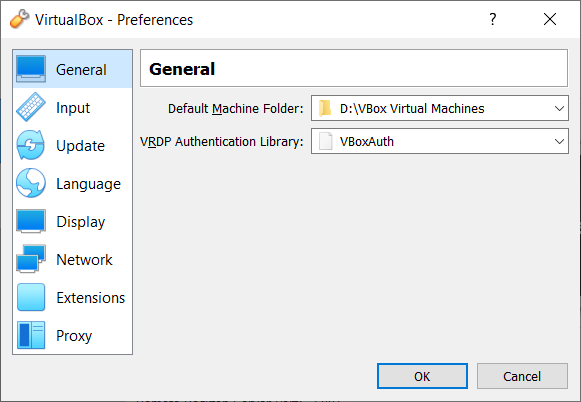 VirtualBox - Preferences
General
Input
Update
Language
Display
Network
Extensions
Proxy
General
Default Machine Folder: D:\VBox Virtual Machines
VRDP Authentication Library: VBoxAuth
OK Cancel